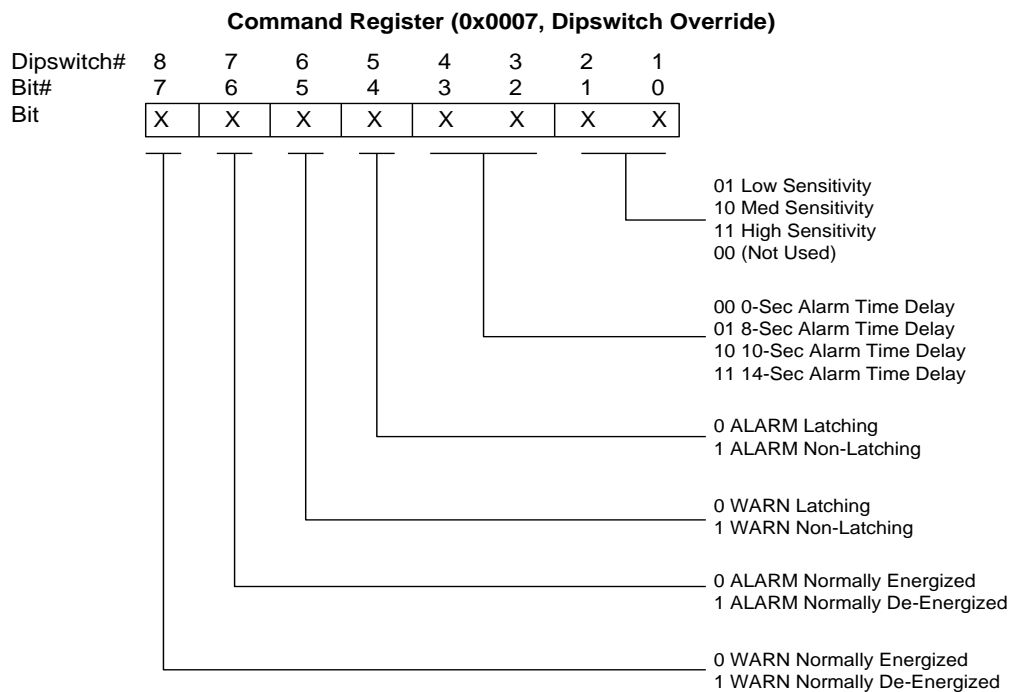 Command Register (0x0007, Dipswitch Override)
Dipswitch# 8 7 6 5 4 3 2 1
Bit# 7 6 5 4 3 2 1 0
Bit X X X X X X X X
01 Low Sensitivity
10 Med Sensitivity
11 High Sensitivity
00 (Not Used)
00 0-Sec Alarm Time Delay
01 8-Sec Alarm Time Delay
10 10-Sec Alarm Time Delay
11 14-Sec Alarm Time Delay
0 ALARM Latching
1 ALARM Non-Latching
0 WARN Latching
1 WARN Non-Latching
0 ALARM Normally Energized
1 ALARM Normally De-Energized
0 WARN Normally Energized
1 WARN Normally De-Energized